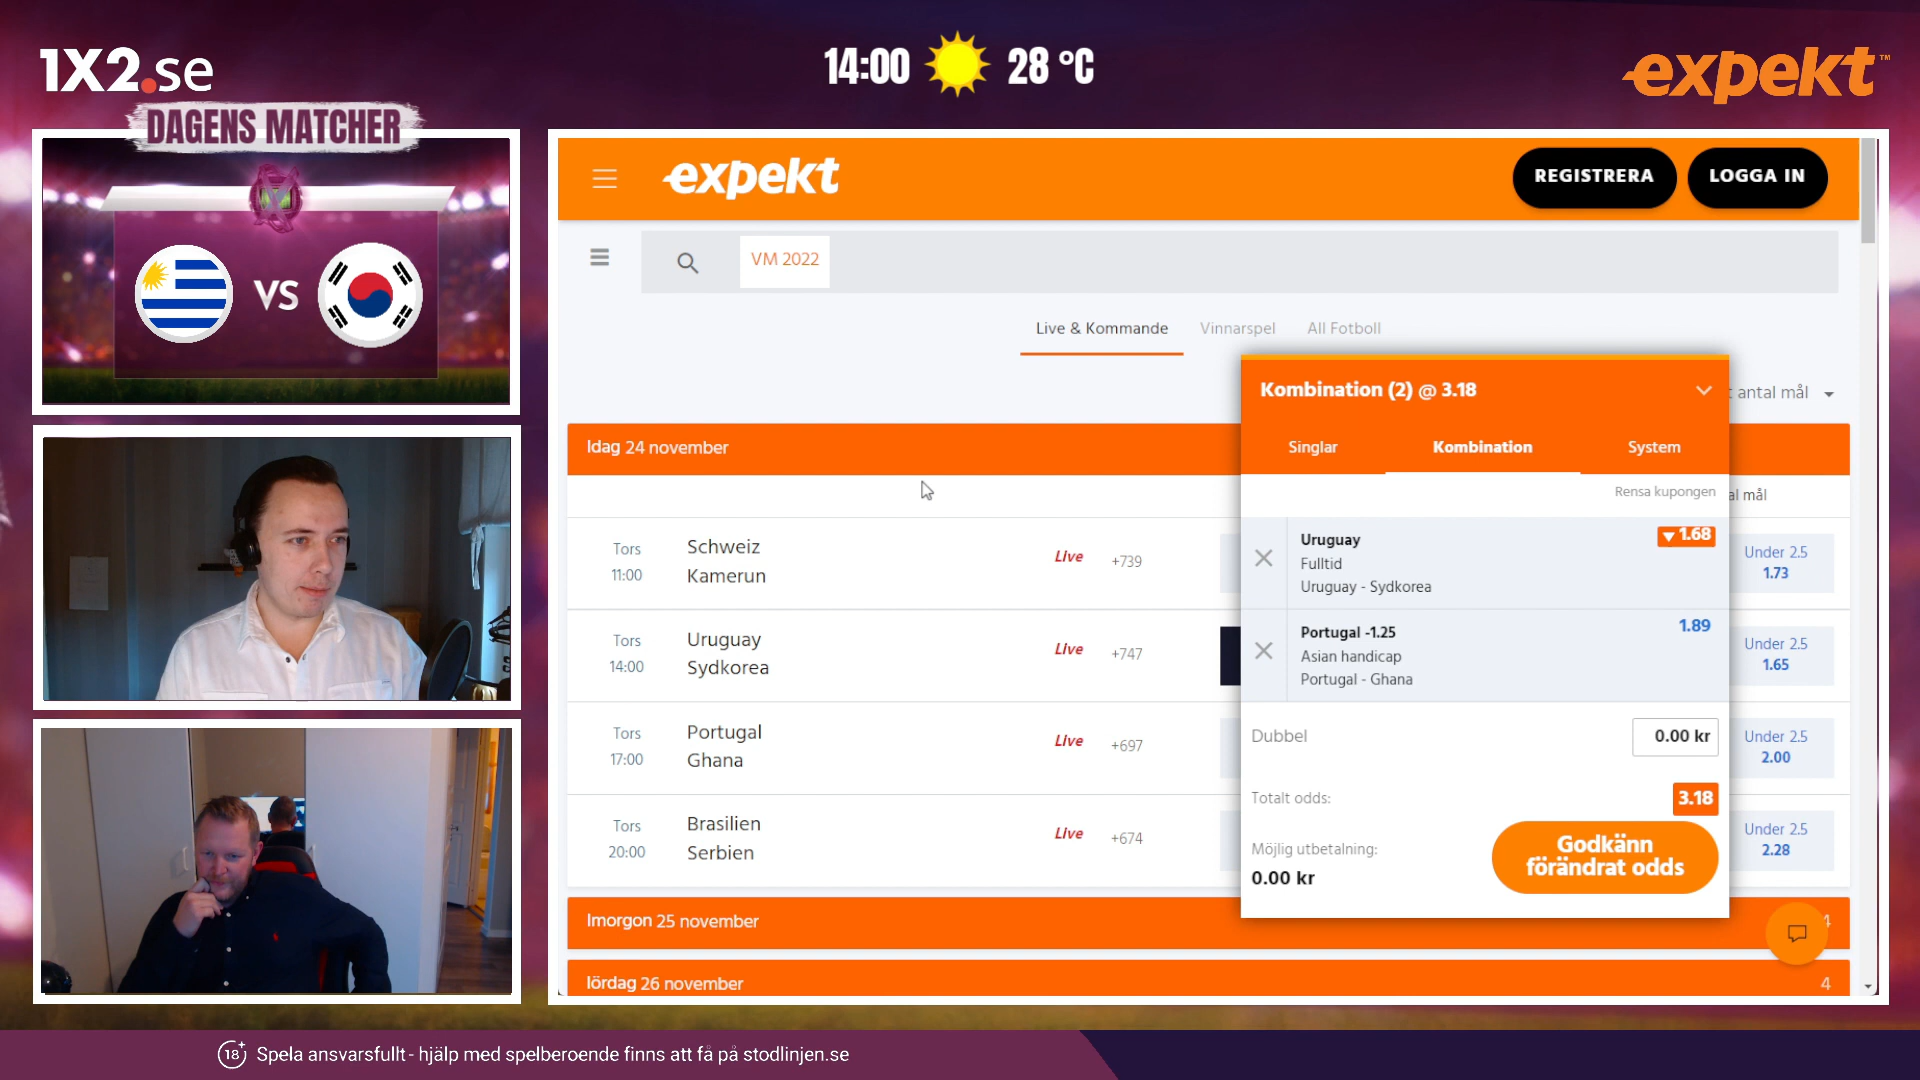 1X2.se
14:00
28 °C
expekt™
DAGENS MATCHER
VS
expekt
REGISTRERA
LOGGA IN
VM 2022
Live & Kommande
Vinnarspel
All Fotboll
antal mål
Idag 24 november
al mål
Tors
11:00
Schweiz
Kamerun
Live
+739
Under 2.5
1.73
Tors
14:00
Uruguay
Sydkorea
Live
+747
Under 2.5
1.65
Tors
17:00
Portugal
Ghana
Live
+697
Under 2.5
2.00
Tors
20:00
Brasilien
Serbien
Live
+674
Under 2.5
2.28
Imorgon 25 november
4
lördag 26 november
4
Kombination (2) @ 3.18
Singlar
Kombination
System
Rensa kupongen
Uruguay
1.68
Fulltid
Uruguay - Sydkorea
Portugal -1.25
1.89
Asian handicap
Portugal - Ghana
Dubbel
0.00 kr
Totalt odds:
3.18
Möjlig utbetalning:
0.00 kr
Godkänn
förändrat odds
18+
Spela ansvarsfullt - hjälp med spelberoende finns att få på stodlinjen.se